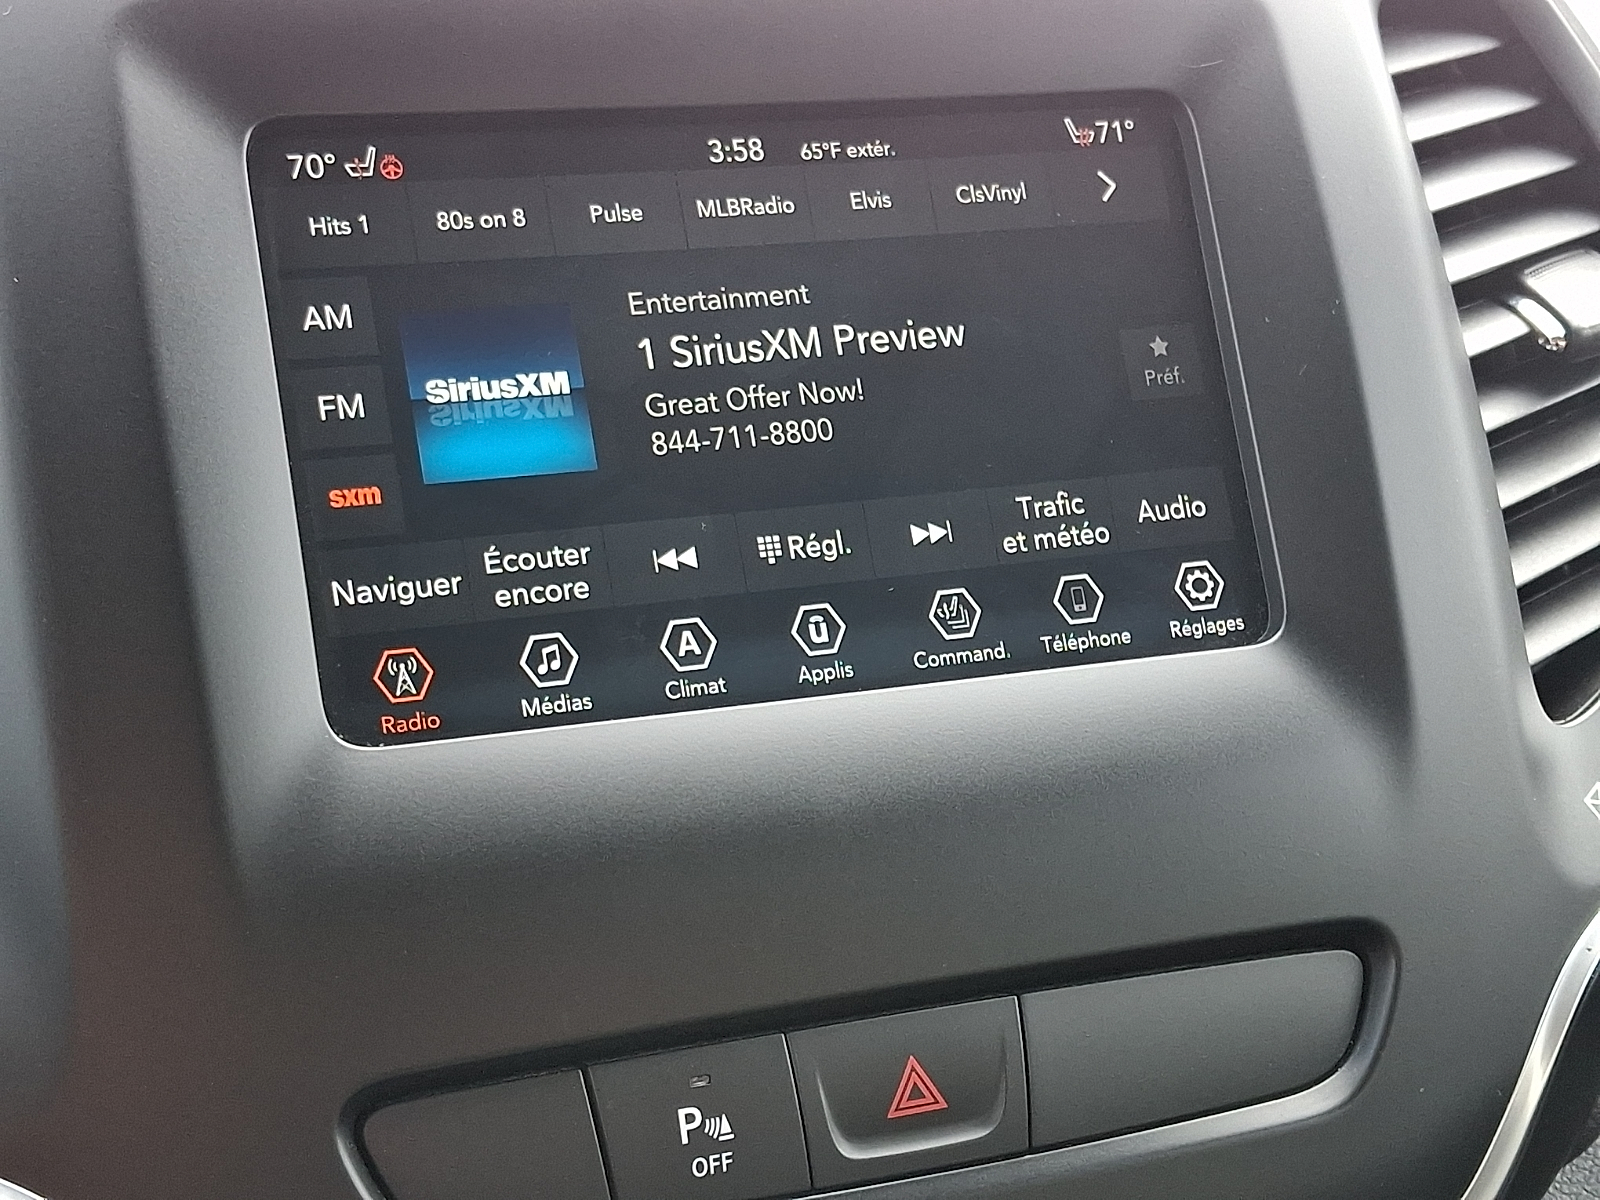 70° 3:58 65°F extér. 71°
Hits 1 80s on 8 Pulse MLBRadio Elvis ClsVinyl
AM
FM
sxm
SiriusXM
Entertainment
1 SiriusXM Preview
Great Offer Now!
844-711-8800
Préf.
Naviguer Écouter encore Régl. Trafic et météo Audio
Radio Médias Climat Applis Command. Téléphone Réglages
A
P
OFF